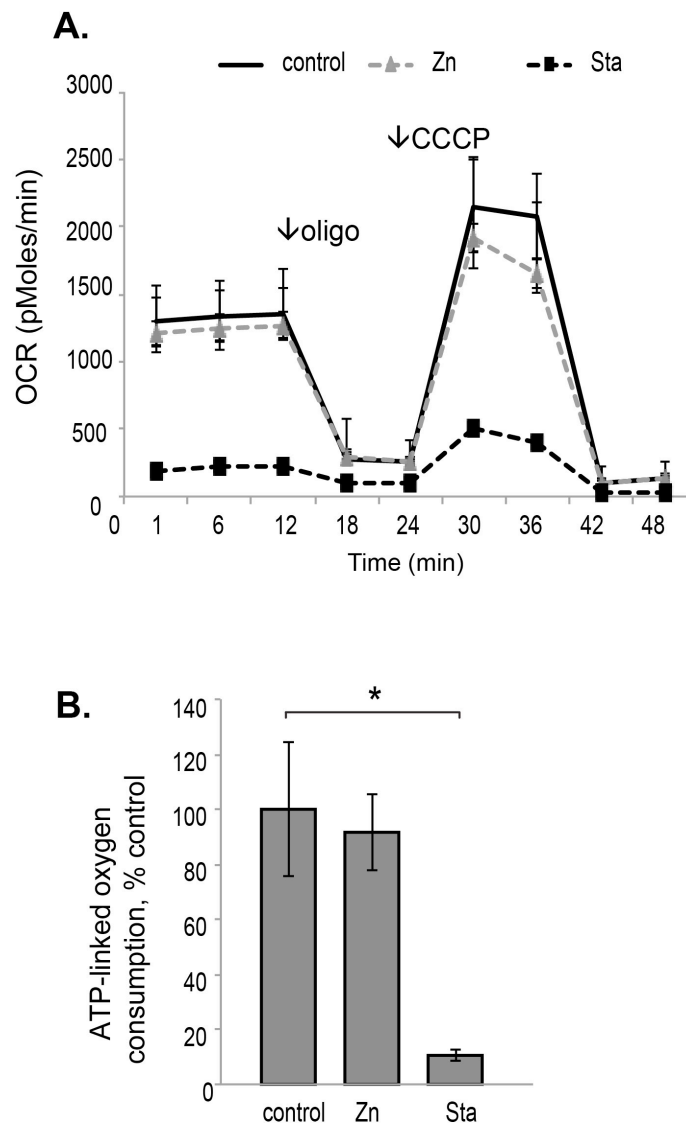 A.
control Zn Sta
3000
2500
2000
1500
1000
500
0
OCR (pMoles/min)
↓oligo
↓CCCP
0 1 6 12 18 24 30 36 42 48
Time (min)
B.
140
120
100
80
60
40
20
0
ATP-linked oxygen
consumption, % control
*
control Zn Sta